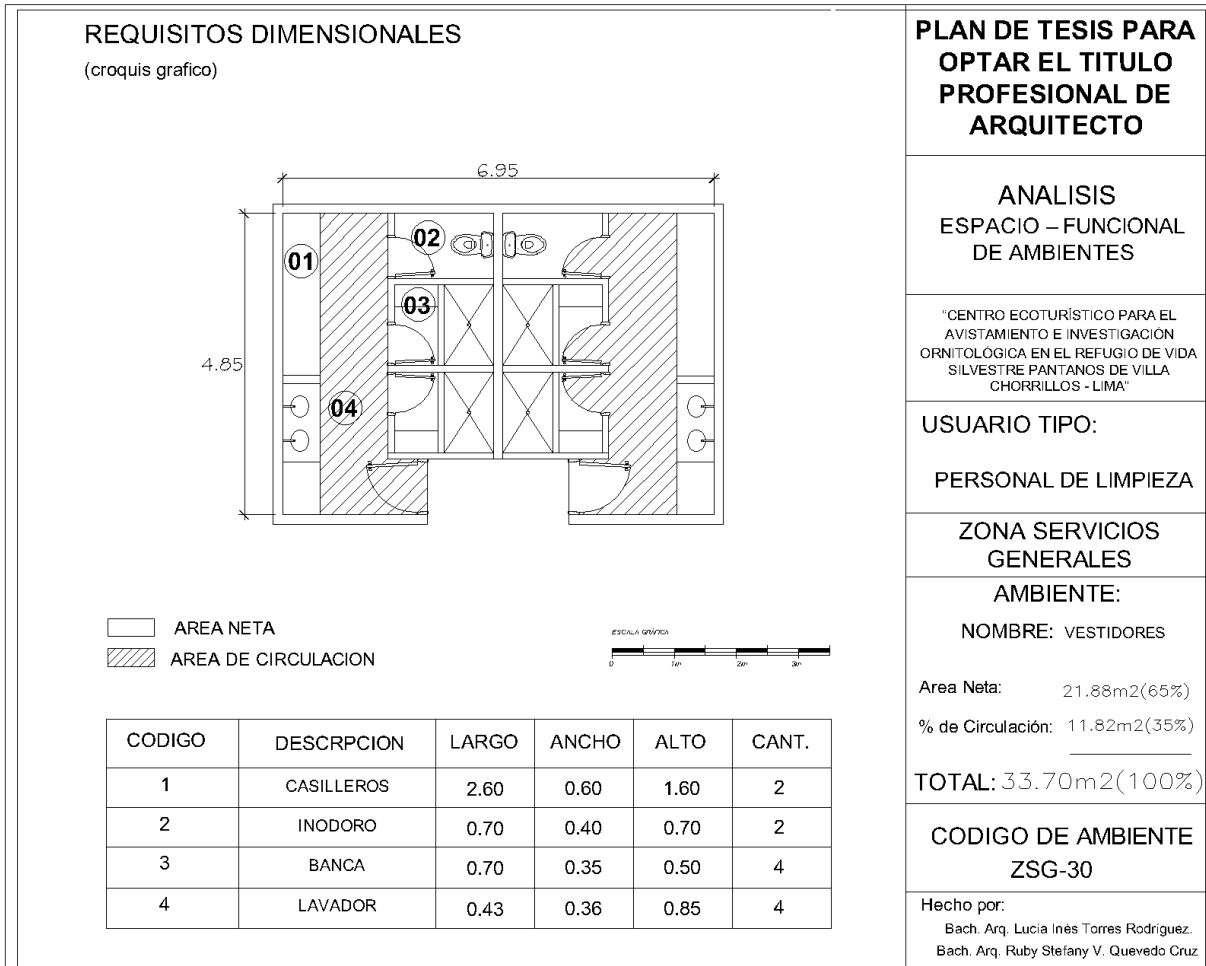 REQUISITOS DIMENSIONALES
(croquis grafico)
6.95
4.85
01
02
03
04
AREA NETA
AREA DE CIRCULACION
ESCALA GRÁFICA
0 1m 2m 3m
CODIGO DESCRPCION LARGO ANCHO ALTO CANT.
1 CASILLEROS 2.60 0.60 1.60 2
2 INODORO 0.70 0.40 0.70 2
3 BANCA 0.70 0.35 0.50 4
4 LAVADOR 0.43 0.36 0.85 4
PLAN DE TESIS PARA
OPTAR EL TITULO
PROFESIONAL DE
ARQUITECTO
ANALISIS
ESPACIO – FUNCIONAL
DE AMBIENTES
"CENTRO ECOTURÍSTICO PARA EL
AVISTAMIENTO E INVESTIGACIÓN
ORNITOLÓGICA EN EL REFUGIO DE VIDA
SILVESTRE PANTANOS DE VILLA
CHORRILLOS - LIMA"
USUARIO TIPO:
PERSONAL DE LIMPIEZA
ZONA SERVICIOS
GENERALES
AMBIENTE:
NOMBRE: VESTIDORES
Area Neta: 21.88m2(65%)
% de Circulación: 11.82m2(35%)
TOTAL: 33.70m2(100%)
CODIGO DE AMBIENTE
ZSG-30
Hecho por:
Bach. Arq. Lucía Inés Torres Rodríguez.
Bach. Arq. Ruby Stefany V. Quevedo Cruz